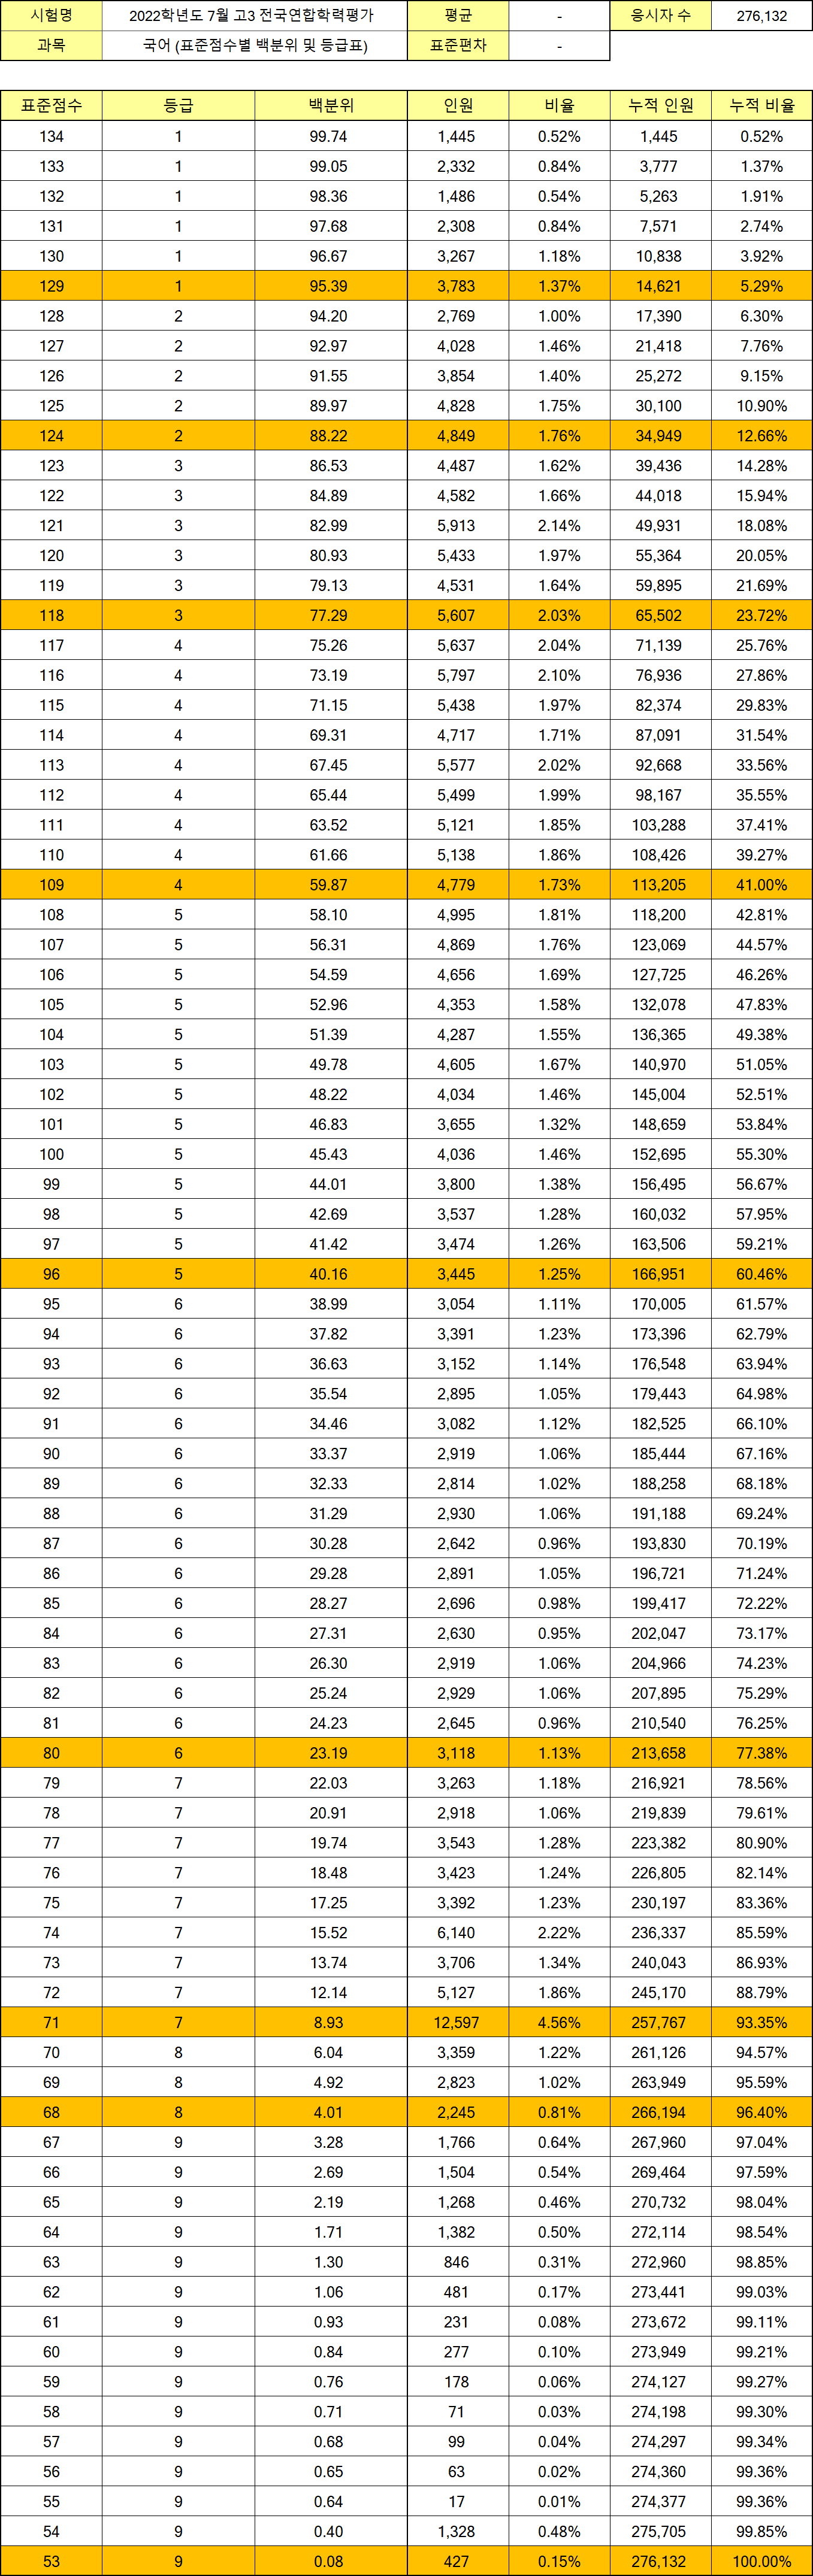 시험명 2022학년도 7월 고3 전국연합학력평가 평균 - 응시자 수 276,132
과목 국어 (표준점수별 백분위 및 등급표) 표준편차 -
표준점수 등급 백분위 인원 비율 누적 인원 누적 비율
134 1 99.74 1,445 0.52% 1,445 0.52%
133 1 99.05 2,332 0.84% 3,777 1.37%
132 1 98.36 1,486 0.54% 5,263 1.91%
131 1 97.68 2,308 0.84% 7,571 2.74%
130 1 96.67 3,267 1.18% 10,838 3.92%
129 1 95.39 3,783 1.37% 14,621 5.29%
128 2 94.20 2,769 1.00% 17,390 6.30%
127 2 92.97 4,028 1.46% 21,418 7.76%
126 2 91.55 3,854 1.40% 25,272 9.15%
125 2 89.97 4,828 1.75% 30,100 10.90%
124 2 88.22 4,849 1.76% 34,949 12.66%
123 3 86.53 4,487 1.62% 39,436 14.28%
122 3 84.89 4,582 1.66% 44,018 15.94%
121 3 82.99 5,913 2.14% 49,931 18.08%
120 3 80.93 5,433 1.97% 55,364 20.05%
119 3 79.13 4,531 1.64% 59,895 21.69%
118 3 77.29 5,607 2.03% 65,502 23.72%
117 4 75.26 5,637 2.04% 71,139 25.76%
116 4 73.19 5,797 2.10% 76,936 27.86%
115 4 71.15 5,438 1.97% 82,374 29.83%
114 4 69.31 4,717 1.71% 87,091 31.54%
113 4 67.45 5,577 2.02% 92,668 33.56%
112 4 65.44 5,499 1.99% 98,167 35.55%
111 4 63.52 5,121 1.85% 103,288 37.41%
110 4 61.66 5,138 1.86% 108,426 39.27%
109 4 59.87 4,779 1.73% 113,205 41.00%
108 5 58.10 4,995 1.81% 118,200 42.81%
107 5 56.31 4,869 1.76% 123,069 44.57%
106 5 54.59 4,656 1.69% 127,725 46.26%
105 5 52.96 4,353 1.58% 132,078 47.83%
104 5 51.39 4,287 1.55% 136,365 49.38%
103 5 49.78 4,605 1.67% 140,970 51.05%
102 5 48.22 4,034 1.46% 145,004 52.51%
101 5 46.83 3,655 1.32% 148,659 53.84%
100 5 45.43 4,036 1.46% 152,695 55.30%
99 5 44.01 3,800 1.38% 156,495 56.67%
98 5 42.69 3,537 1.28% 160,032 57.95%
97 5 41.42 3,474 1.26% 163,506 59.21%
96 5 40.16 3,445 1.25% 166,951 60.46%
95 6 38.99 3,054 1.11% 170,005 61.57%
94 6 37.82 3,391 1.23% 173,396 62.79%
93 6 36.63 3,152 1.14% 176,548 63.94%
92 6 35.54 2,895 1.05% 179,443 64.98%
91 6 34.46 3,082 1.12% 182,525 66.10%
90 6 33.37 2,919 1.06% 185,444 67.16%
89 6 32.33 2,814 1.02% 188,258 68.18%
88 6 31.29 2,930 1.06% 191,188 69.24%
87 6 30.28 2,642 0.96% 193,830 70.19%
86 6 29.28 2,891 1.05% 196,721 71.24%
85 6 28.27 2,696 0.98% 199,417 72.22%
84 6 27.31 2,630 0.95% 202,047 73.17%
83 6 26.30 2,919 1.06% 204,966 74.23%
82 6 25.24 2,929 1.06% 207,895 75.29%
81 6 24.23 2,645 0.96% 210,540 76.25%
80 6 23.19 3,118 1.13% 213,658 77.38%
79 7 22.03 3,263 1.18% 216,921 78.56%
78 7 20.91 2,918 1.06% 219,839 79.61%
77 7 19.74 3,543 1.28% 223,382 80.90%
76 7 18.48 3,423 1.24% 226,805 82.14%
75 7 17.25 3,392 1.23% 230,197 83.36%
74 7 15.52 6,140 2.22% 236,337 85.59%
73 7 13.74 3,706 1.34% 240,043 86.93%
72 7 12.14 5,127 1.86% 245,170 88.79%
71 7 8.93 12,597 4.56% 257,767 93.35%
70 8 6.04 3,359 1.22% 261,126 94.57%
69 8 4.92 2,823 1.02% 263,949 95.59%
68 8 4.01 2,245 0.81% 266,194 96.40%
67 9 3.28 1,766 0.64% 267,960 97.04%
66 9 2.69 1,504 0.54% 269,464 97.59%
65 9 2.19 1,268 0.46% 270,732 98.04%
64 9 1.71 1,382 0.50% 272,114 98.54%
63 9 1.30 846 0.31% 272,960 98.85%
62 9 1.06 481 0.17% 273,441 99.03%
61 9 0.93 231 0.08% 273,672 99.11%
60 9 0.84 277 0.10% 273,949 99.21%
59 9 0.76 178 0.06% 274,127 99.27%
58 9 0.71 71 0.03% 274,198 99.30%
57 9 0.68 99 0.04% 274,297 99.34%
56 9 0.65 63 0.02% 274,360 99.36%
55 9 0.64 17 0.01% 274,377 99.36%
54 9 0.40 1,328 0.48% 275,705 99.85%
53 9 0.08 427 0.15% 276,132 100.00%